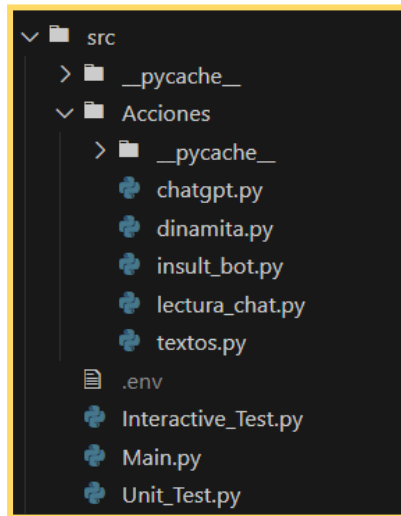 src
__pycache__
Acciones
__pycache__
chatgpt.py
dinamita.py
insult_bot.py
lectura_chat.py
textos.py
.env
Interactive_Test.py
Main.py
Unit_Test.py